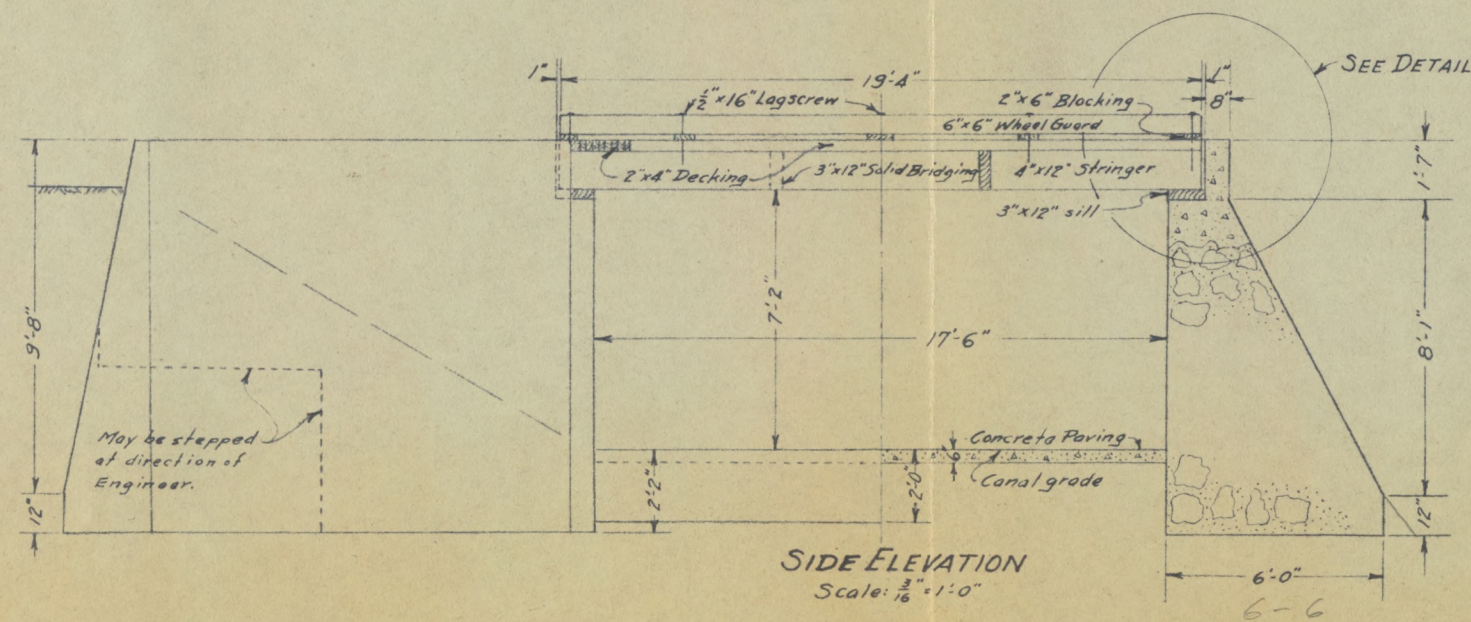 1" 19'-4" 1" SEE DETAIL
½"x16" Lagscrew 2"x6" Blocking 8"
6"x6" Wheel Guard
2"x4" Decking 3"x12" Solid Bridging 4"x12" Stringer
1'-7"
3"x12" sill
9'-8"
7'-2"
17'-6"
8'-1"
May be stepped
at direction of
Engineer.
Concrete Paving
6"
Canal grade
2'-2"
2'-0"
12"
12"
SIDE ELEVATION
Scale: 3/16" = 1'-0"
6'-0"
6-6